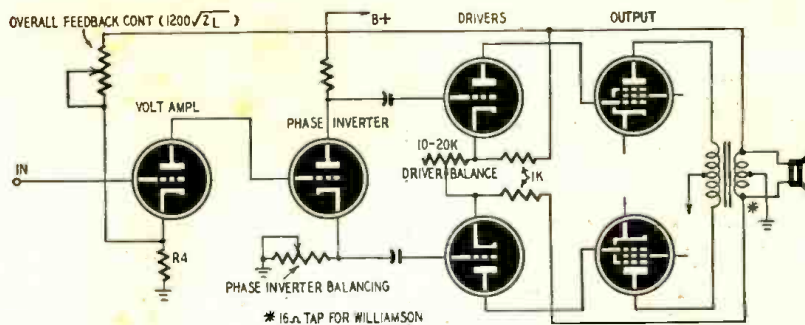 OVERALL FEEDBACK CONT (1200√ZL)
B+
DRIVERS
OUTPUT
VOLT AMPL
PHASE INVERTER
IN
10-20K
DRIVER BALANCE
1K
R4
PHASE INVERTER BALANCING
*
* 16Ω TAP FOR WILLIAMSON